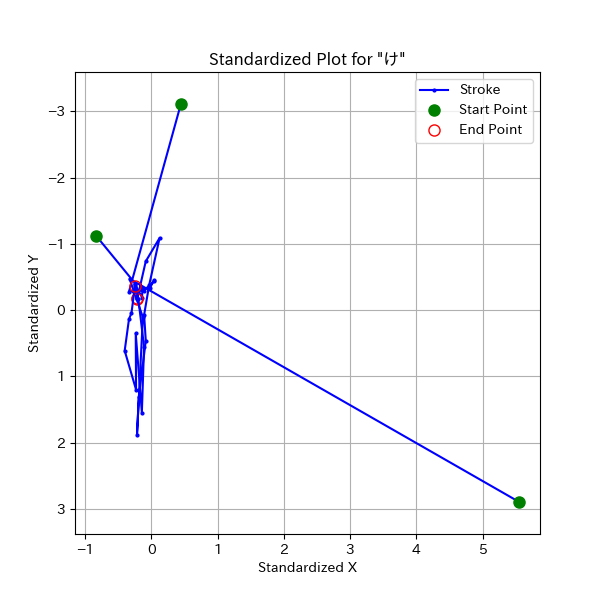 Standardized Plot for "け"
Stroke
Start Point
End Point
−3
−2
−1
0
1
2
3
Standardized Y
−1 0 1 2 3 4 5
Standardized X